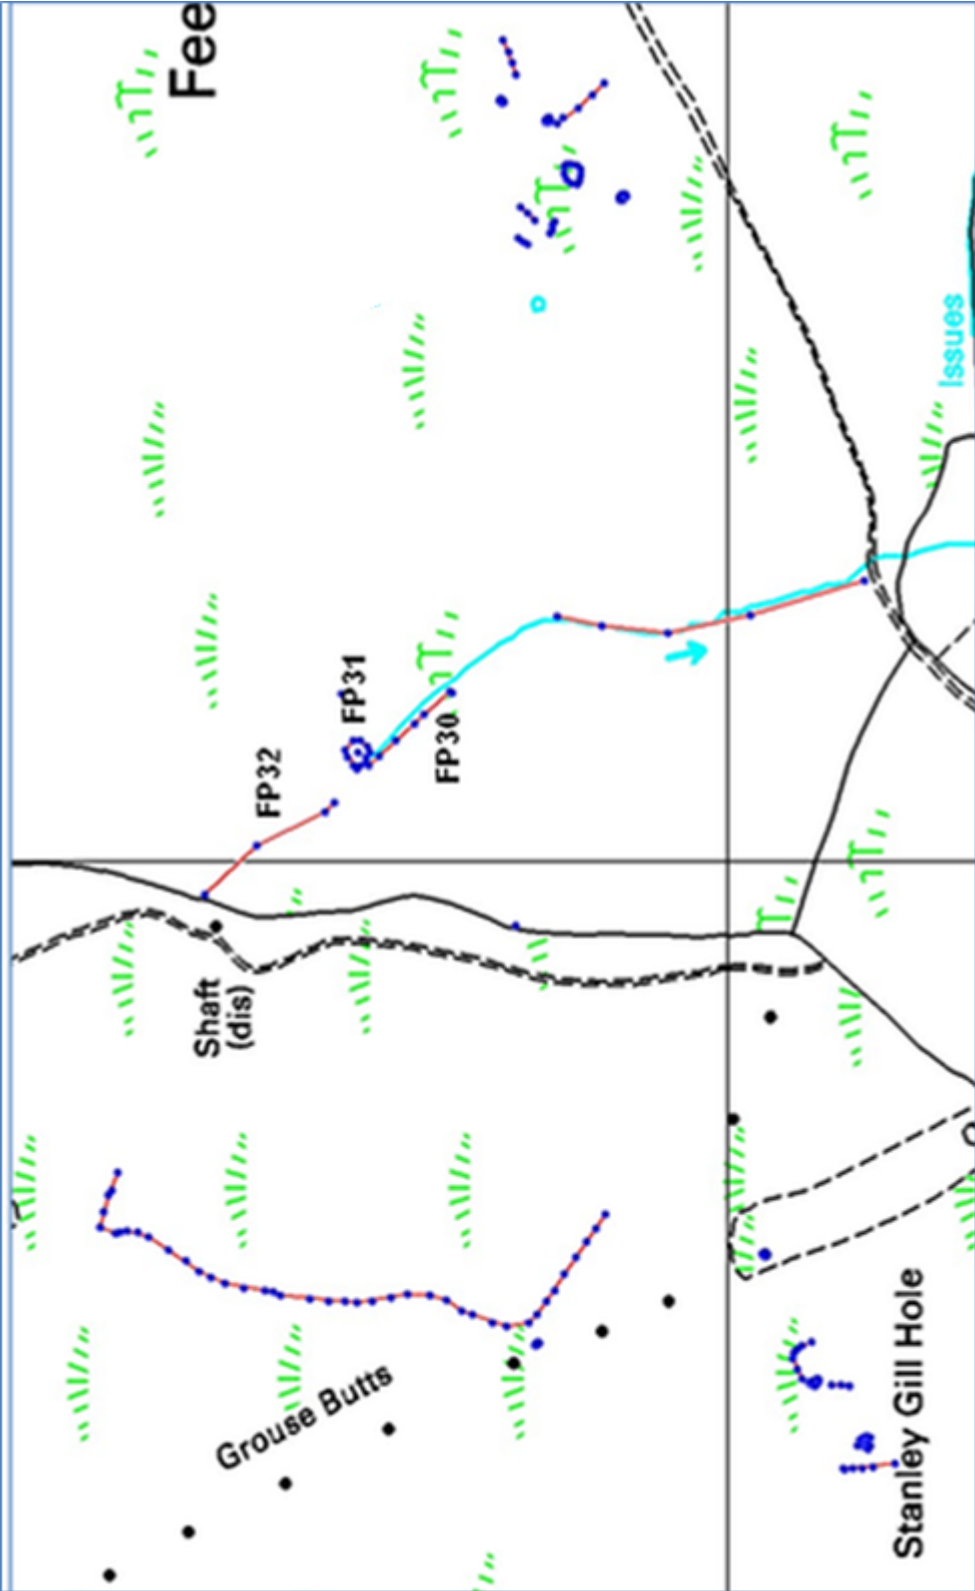 Fee
Issues
FP31
FP30
FP32
Shaft
(dis)
Grouse Butts
Stanley Gill Hole